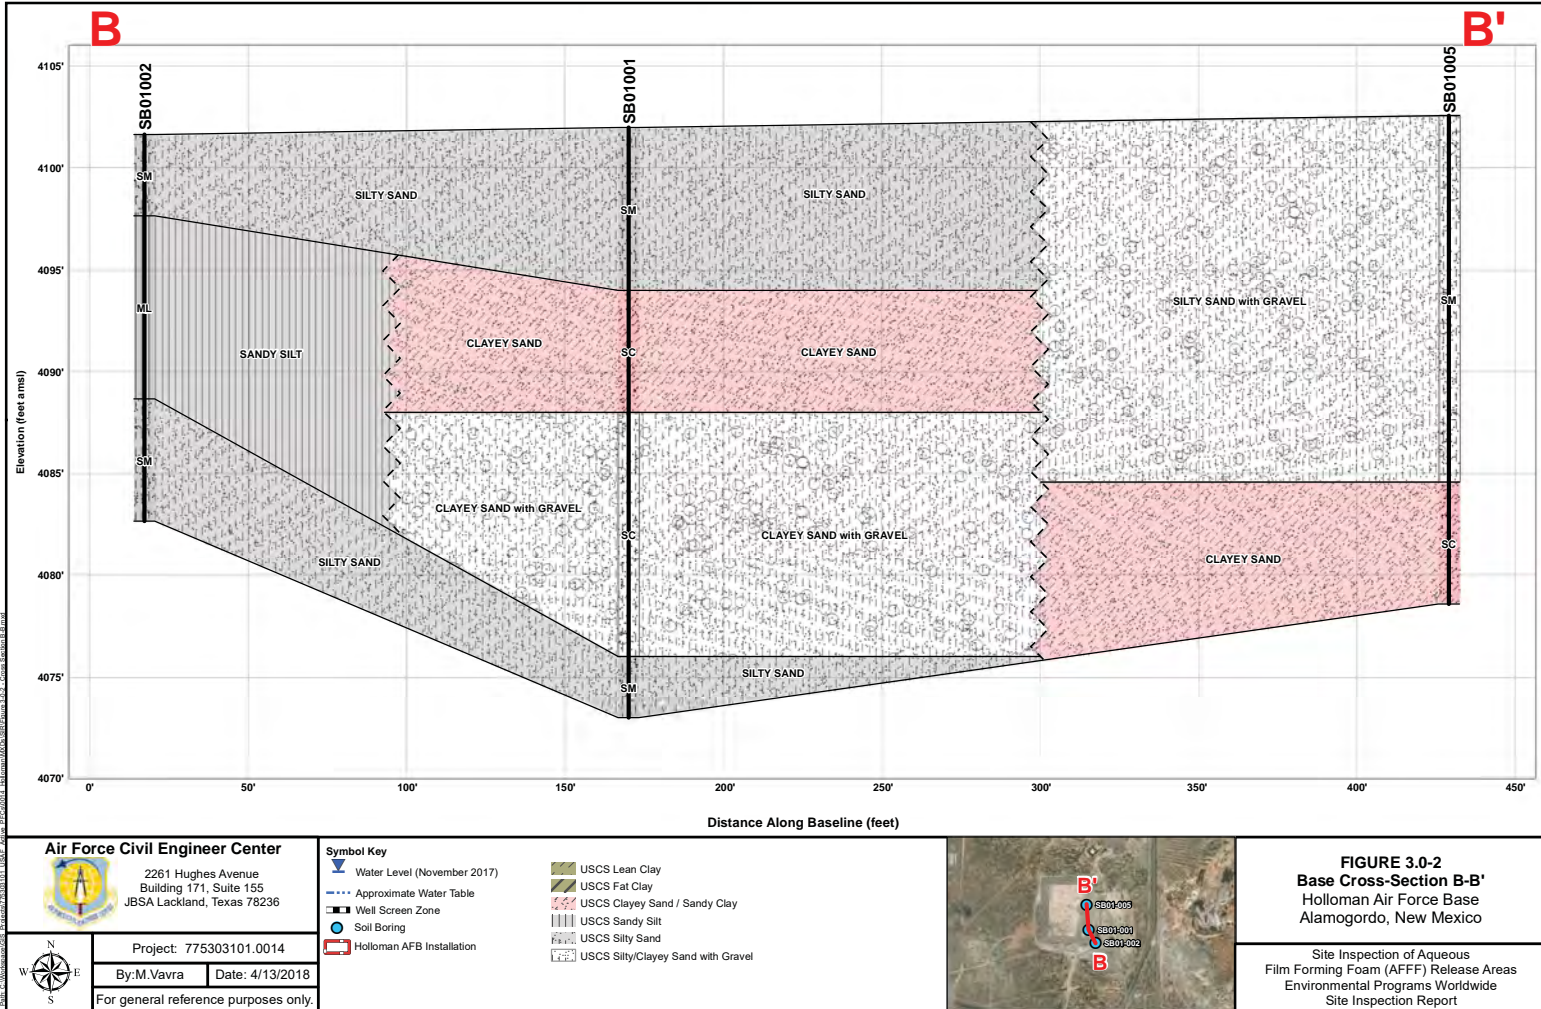 B
B'
SB01002
SB01001
SB01005
4105'
4100'
4095'
4090'
4085'
4080'
4075'
4070'
Elevation (feet amsl)
SM
ML
SM
SILTY SAND
SANDY SILT
SILTY SAND
CLAYEY SAND
CLAYEY SAND with GRAVEL
SM
SC
SC
SM
SILTY SAND
CLAYEY SAND
CLAYEY SAND with GRAVEL
SILTY SAND
SILTY SAND with GRAVEL
CLAYEY SAND
SM
SC
0'
50'
100'
150'
200'
250'
300'
350'
400'
450'
Distance Along Baseline (feet)
Air Force Civil Engineer Center
2261 Hughes Avenue
Building 171, Suite 155
JBSA Lackland, Texas 78236
N
W
E
S
Project: 775303101.0014
By:M.Vavra
Date: 4/13/2018
For general reference purposes only.
Symbol Key
Water Level (November 2017)
Approximate Water Table
Well Screen Zone
Soil Boring
Holloman AFB Installation
USCS Lean Clay
USCS Fat Clay
USCS Clayey Sand / Sandy Clay
USCS Sandy Silt
USCS Silty Sand
USCS Silty/Clayey Sand with Gravel
B'
SB01-005
SB01-001
SB01-002
B
FIGURE 3.0-2
Base Cross-Section B-B'
Holloman Air Force Base
Alamogordo, New Mexico
Site Inspection of Aqueous
Film Forming Foam (AFFF) Release Areas
Environmental Programs Worldwide
Site Inspection Report